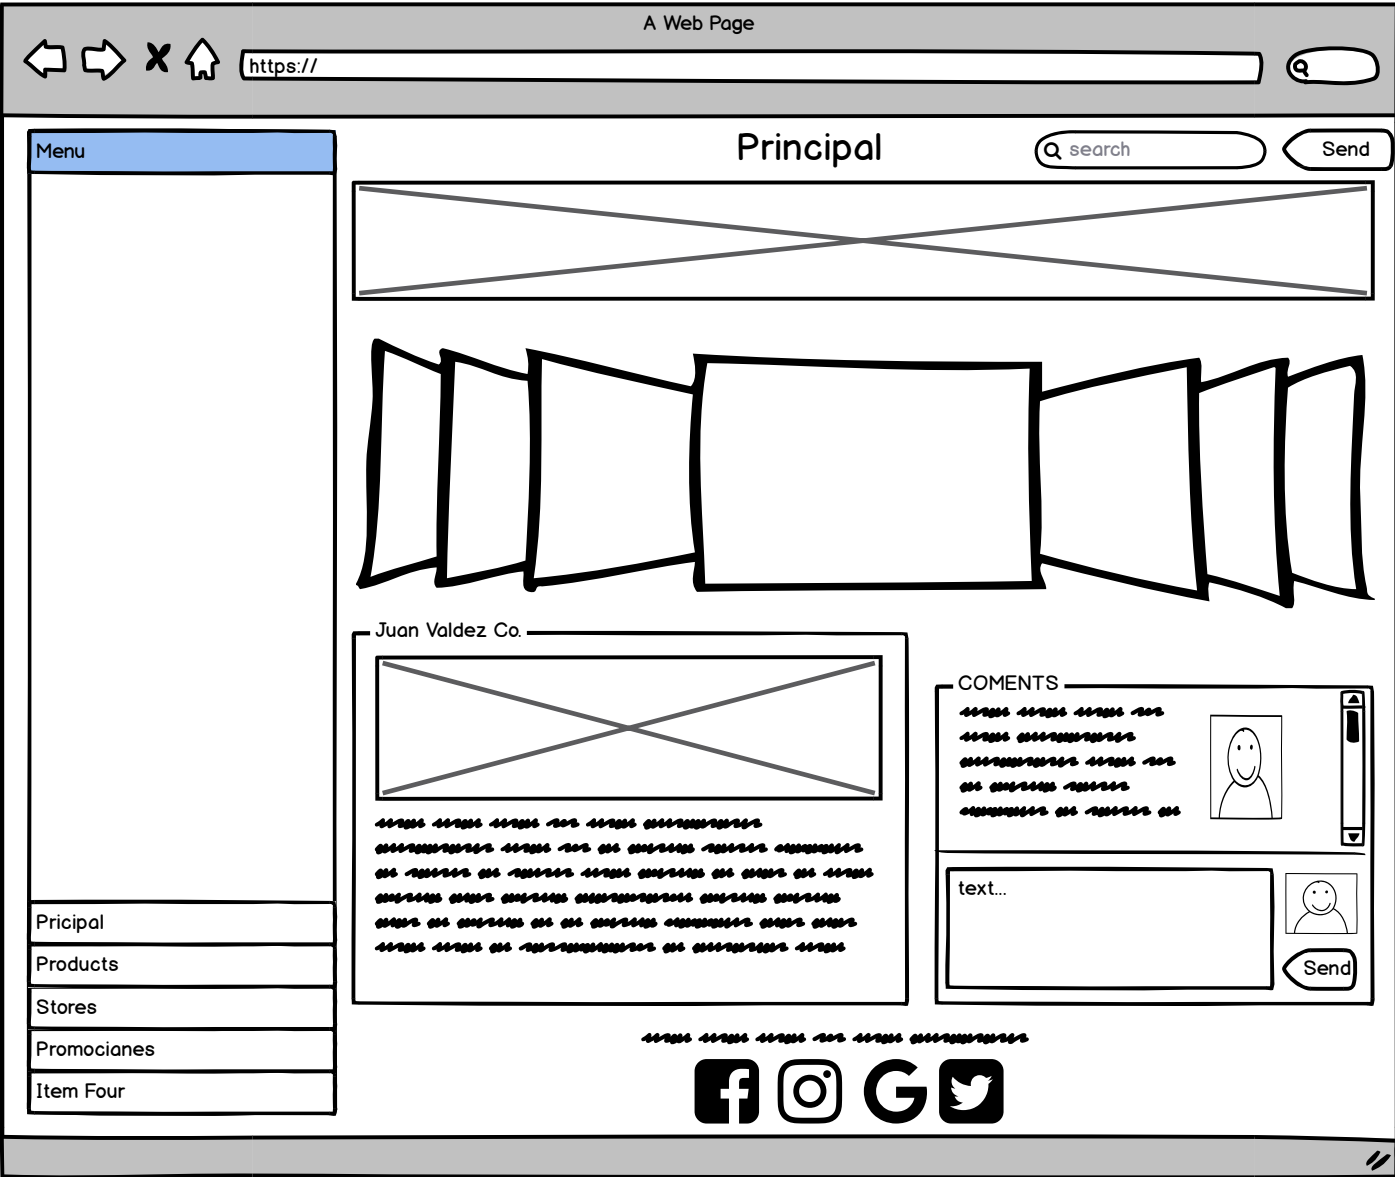 A Web Page
https://
Menu
Principal
search
Send
Juan Valdez Co.
COMENTS
text...
Send
Pricipal
Products
Stores
Promocianes
Item Four